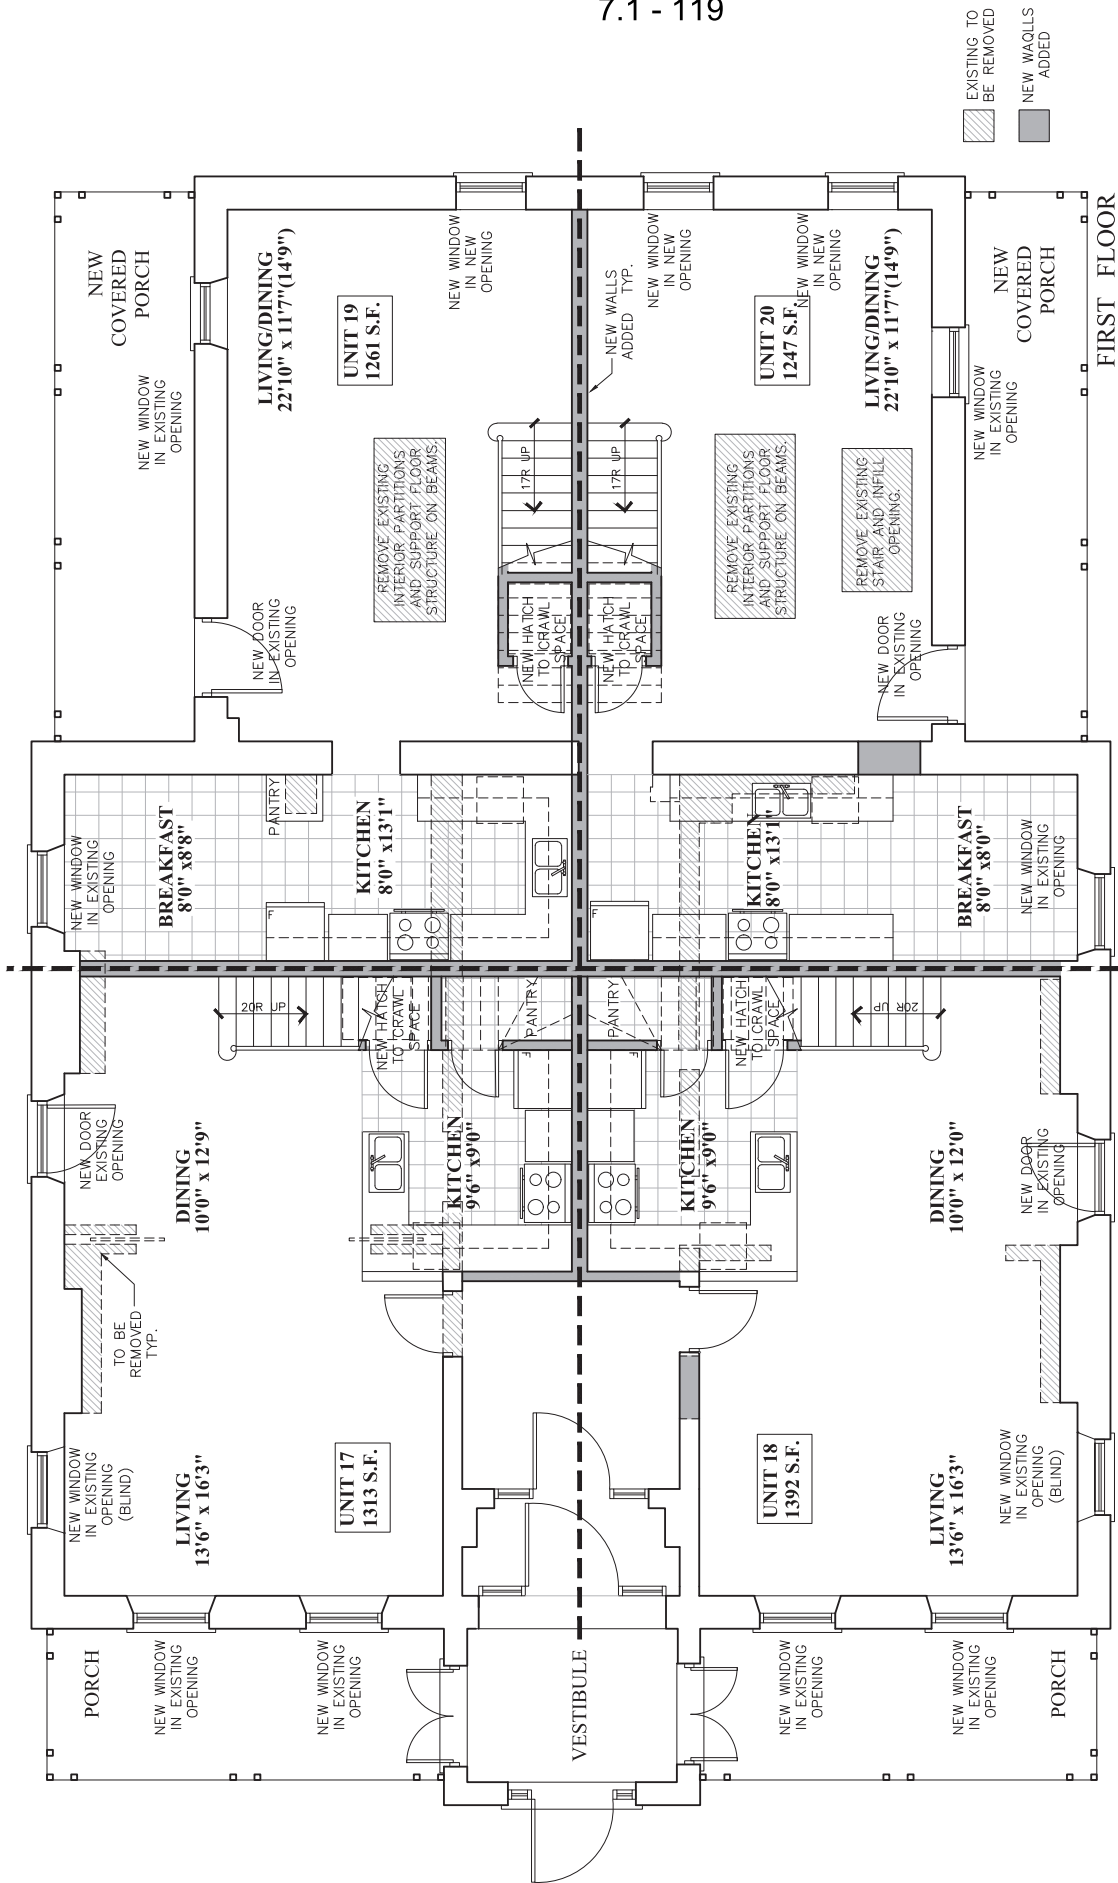 7.1 - 119
EXISTING TO
BE REMOVED
NEW WAQLLS
ADDED
FIRST FLOOR
NEW
COVERED
PORCH
NEW WINDOW
IN EXISTING
OPENING
LIVING/DINING
22'10" x 11'7"(14'9")
UNIT 19
1261 S.F.
NEW WINDOW
IN NEW
OPENING
NEW WALLS
ADDED TYP.
NEW WINDOW
IN NEW
OPENING
UNIT 20
1247 S.F.
NEW WINDOW
IN NEW
OPENING
LIVING/DINING
22'10" x 11'7"(14'9")
NEW
COVERED
PORCH
NEW WINDOW
IN EXISTING
OPENING
REMOVE EXISTING
INTERIOR PARTITIONS
AND SUPPORT FLOOR
STRUCTURE ON BEAMS.
17R UP
17R UP
REMOVE EXISTING
INTERIOR PARTITIONS
AND SUPPORT FLOOR
STRUCTURE ON BEAMS.
REMOVE EXISTING
STAIR AND INFILL
OPENING.
NEW DOOR
IN EXISTING
OPENING
NEW HATCH
TO CRAWL
SPACE
NEW HATCH
TO CRAWL
SPACE
NEW DOOR
IN EXISTING
OPENING
NEW WINDOW
IN EXISTING
OPENING
BREAKFAST
8'0" x8'8"
PANTRY
KITCHEN
8'0" x13'1"
F
F
KITCHEN
8'0" x13'1"
BREAKFAST
8'0" x8'0"
NEW WINDOW
IN EXISTING
OPENING
20R UP
NEW HATCH
TO CRAWL
SPACE
PANTRY
PANTRY
NEW HATCH
TO CRAWL
SPACE
20R UP
F
F
NEW DOOR
EXISTING
OPENING
DINING
10'0" x 12'9"
KITCHEN
9'6" x9'0"
KITCHEN
9'6" x9'0"
DINING
10'0" x 12'0"
NEW DOOR
IN EXISTING
OPENING
TO BE
REMOVED
TYP.
NEW WINDOW
IN EXISTING
OPENING
(BLIND)
LIVING
13'6" x 16'3"
UNIT 17
1313 S.F.
UNIT 18
1392 S.F.
LIVING
13'6" x 16'3"
NEW WINDOW
IN EXISTING
OPENING
(BLIND)
PORCH
NEW WINDOW
IN EXISTING
OPENING
NEW WINDOW
IN EXISTING
OPENING
VESTIBULE
NEW WINDOW
IN EXISTING
OPENING
NEW WINDOW
IN EXISTING
OPENING
PORCH